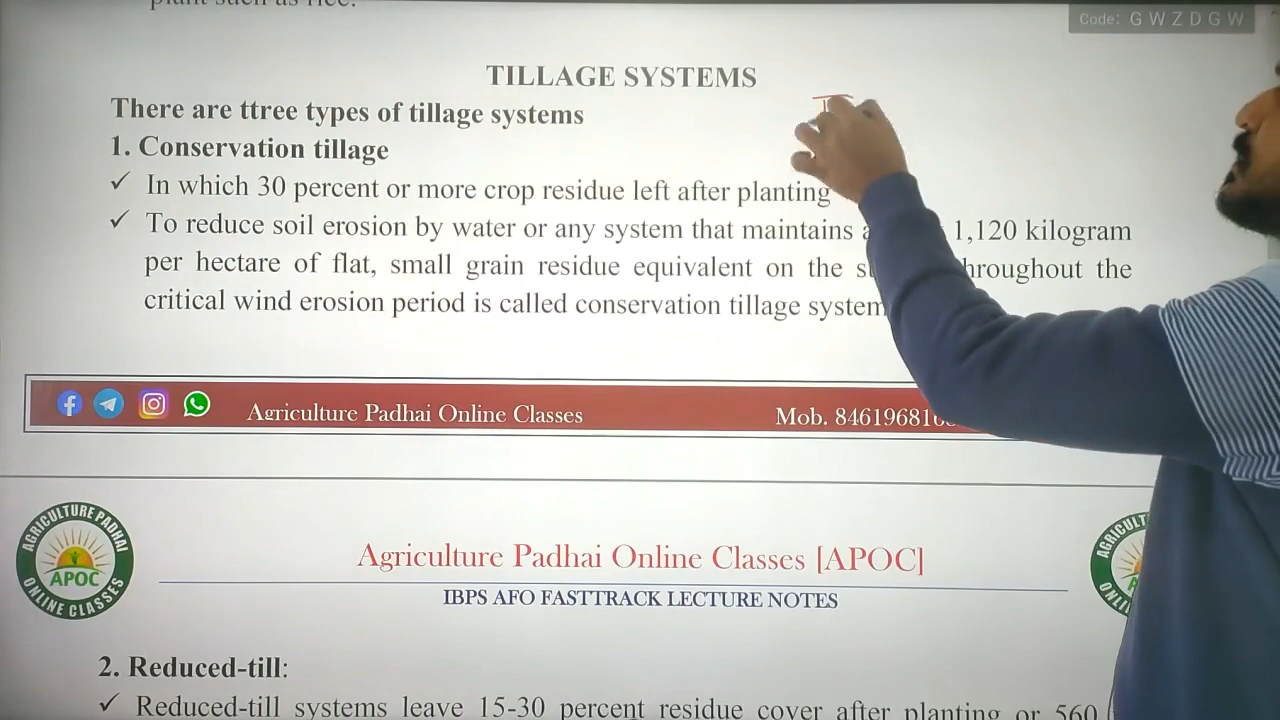 plant such as rice.
Code: G W Z D G W
TILLAGE SYSTEMS
There are ttree types of tillage systems
1. Conservation tillage
✓ In which 30 percent or more crop residue left after planting
✓ To reduce soil erosion by water or any system that maintains 1,120 kilogram
per hectare of flat, small grain residue equivalent on the throughout the
critical wind erosion period is called conservation tillage system
Agriculture Padhai Online Classes
Mob. 846196816
AGRICULTURE PADHAI
APOC
ONLINE CLASSES
Agriculture Padhai Online Classes [APOC]
IBPS AFO FASTTRACK LECTURE NOTES
2. Reduced-till:
✓ Reduced-till systems leave 15-30 percent residue cover after planting or 560